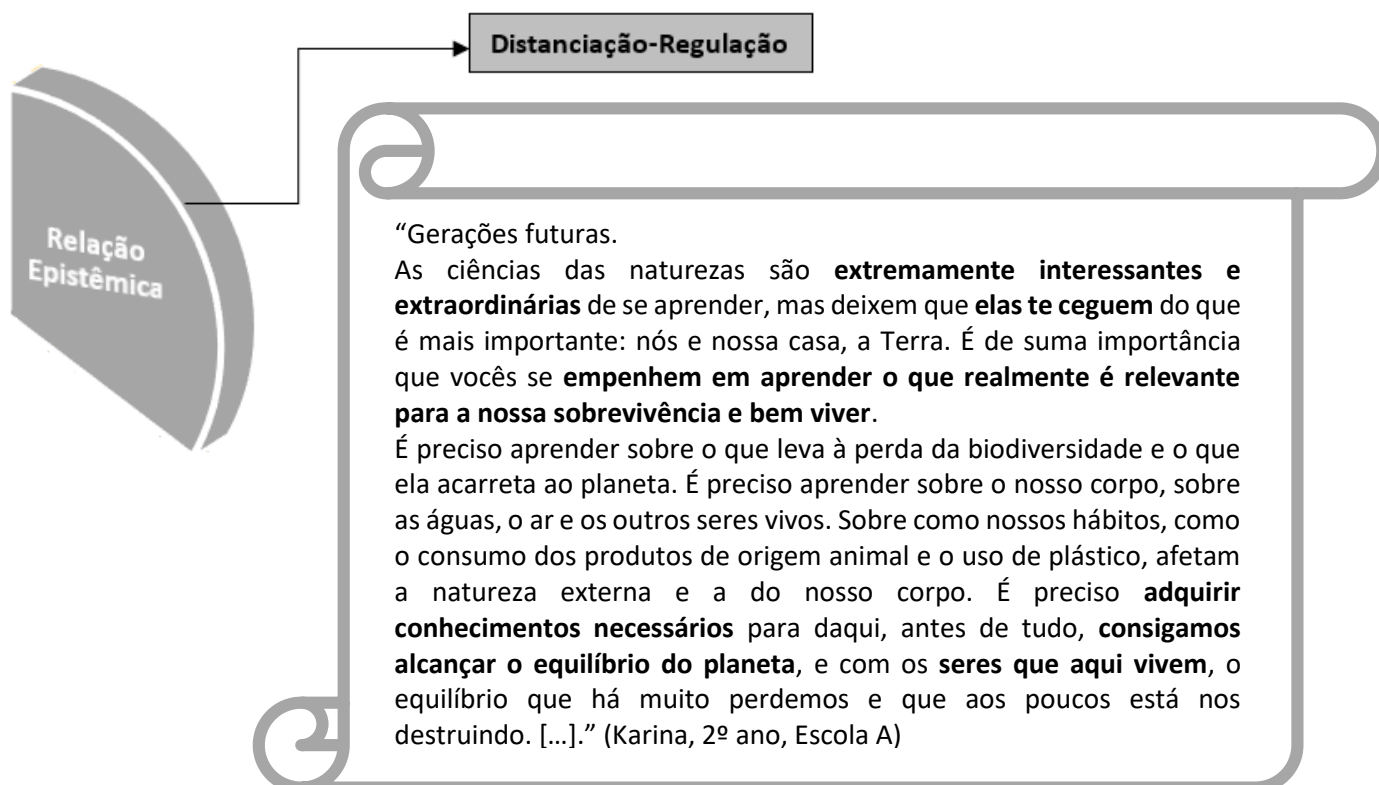 Distanciação-Regulação
Relação
Epistêmica
“Gerações futuras.
As ciências das naturezas são extremamente interessantes e
extraordinárias de se aprender, mas deixem que elas te ceguem do que
é mais importante: nós e nossa casa, a Terra. É de suma importância
que vocês se empenhem em aprender o que realmente é relevante
para a nossa sobrevivência e bem viver.
É preciso aprender sobre o que leva à perda da biodiversidade e o que
ela acarreta ao planeta. É preciso aprender sobre o nosso corpo, sobre
as águas, o ar e os outros seres vivos. Sobre como nossos hábitos, como
o consumo dos produtos de origem animal e o uso de plástico, afetam
a natureza externa e a do nosso corpo. É preciso adquirir
conhecimentos necessários para daqui, antes de tudo, consigamos
alcançar o equilíbrio do planeta, e com os seres que aqui vivem, o
equilíbrio que há muito perdemos e que aos poucos está nos
destruindo. [...].” (Karina, 2º ano, Escola A)